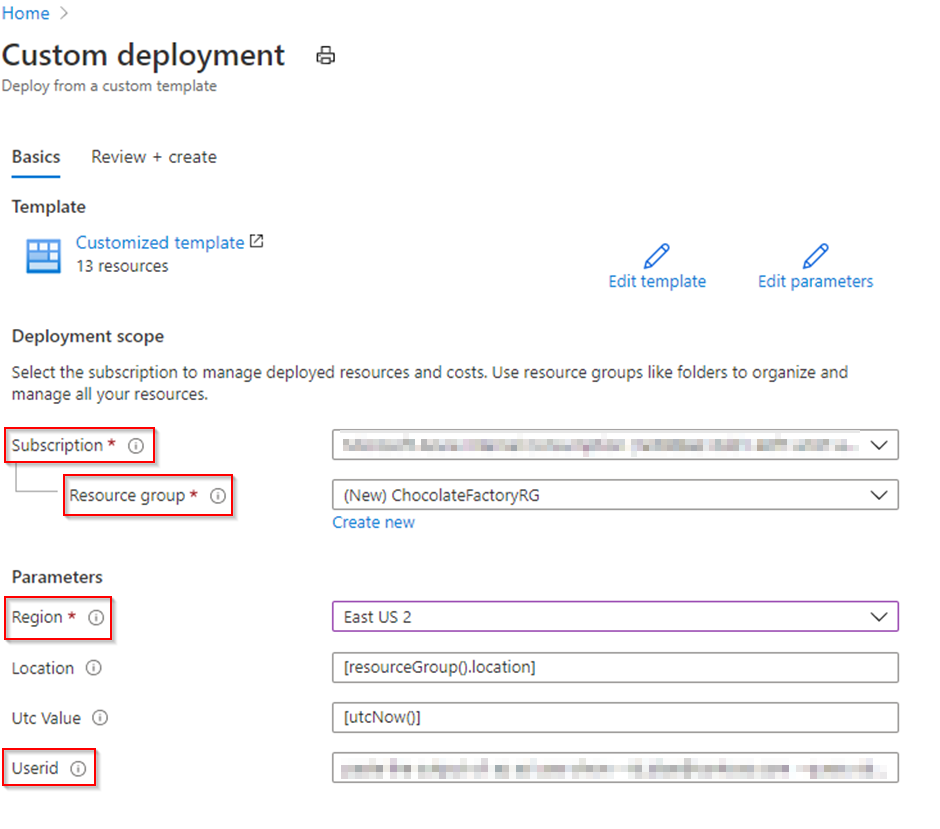 Home
Custom deployment
Deploy from a custom template
Basics Review + create
Template
Customized template
13 resources
Edit template Edit parameters
Deployment scope
Select the subscription to manage deployed resources and costs. Use resource groups like folders to organize and
manage all your resources.
Subscription *
Resource group * (New) ChocolateFactoryRG
Create new
Parameters
Region * East US 2
Location [resourceGroup().location]
Utc Value [utcNow()]
Userid